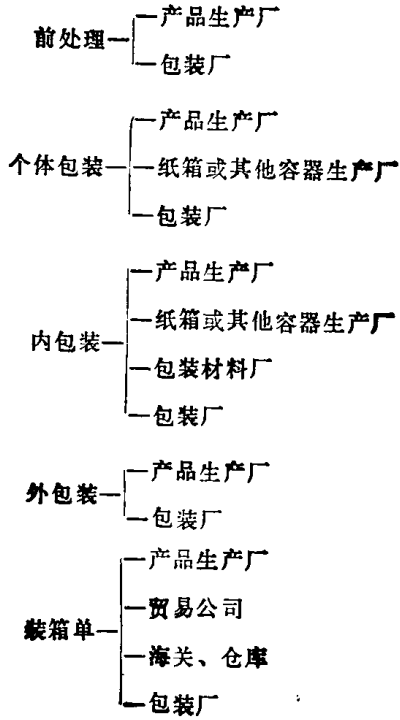 产品生产厂
前处理
包装厂
产品生产厂
个体包装
纸箱或其他容器生产厂
包装厂
产品生产厂
纸箱或其他容器生产厂
内包装
包装材料厂
包装厂
产品生产厂
外包装
包装厂
产品生产厂
贸易公司
装箱单
海关、仓库
包装厂